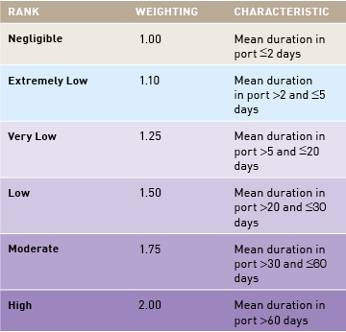 RANK WEIGHTING CHARACTERISTIC
Negligible 1.00 Mean duration in
port ≤2 days
Extremely Low 1.10 Mean duration
in port >2 and ≤5
days
Very Low 1.25 Mean duration in
port >5 and ≤20
days
Low 1.50 Mean duration in
port >20 and ≤30
days
Moderate 1.75 Mean duration in
port >30 and ≤60
days
High 2.00 Mean duration in
port >60 days